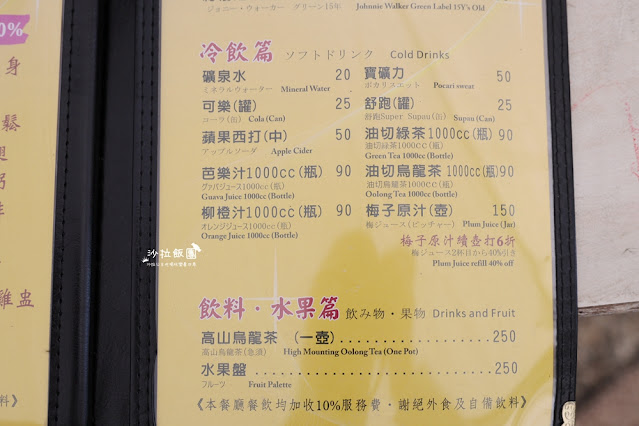 ジョニー・ウォーカー グリーン15年 Johnnie Walker Green Label 15Y's Old
0%
身
鬆
冷飲篇 ソフトドリンク Cold Drinks
礦泉水 20
ミネラルウォーター Mineral Water
可樂(罐) 25
コーラ(缶) Cola (Can)
蘋果西打(中) 50
アップルソーダ Apple Cider
芭樂汁1000cc(瓶) 90
グァバジュース1000cc(瓶)
Guava Juice 1000cc (Bottle)
柳橙汁1000cc(瓶) 90
オレンジジュース1000cc(瓶)
Orange Juice 1000cc (Bottle)
寶礦力 50
ポカリスエット Pocari sweat
舒跑(罐) 25
舒跑Super Supau(缶) Supau (Can)
油切綠茶1000cc(瓶) 90
油切緑茶1000cc(瓶)
Green Tea 1000cc (Bottle)
油切烏龍茶 1000cc(瓶) 90
油切烏龍茶1000cc(瓶)
Oolong Tea 1000cc (Bottle)
梅子原汁(壺) 150
梅ジュース(ピッチャー) Plum Juice (Jar)
梅子原汁續壺打6折
梅ジュース2杯目から40%引き
Plum Juice refill 40% off
沙拉飯團
雞盅
飲料・水果篇 飲み物・果物 Drinks and Fruit
高山烏龍茶 (一壺) 250
高山烏龍茶(急須) High Mounting Oolong Tea (One Pot)
水果盤 250
フルーツ Fruit Palette
料》
《本餐廳餐飲均加收10%服務費・謝絕外食及自備飲料》